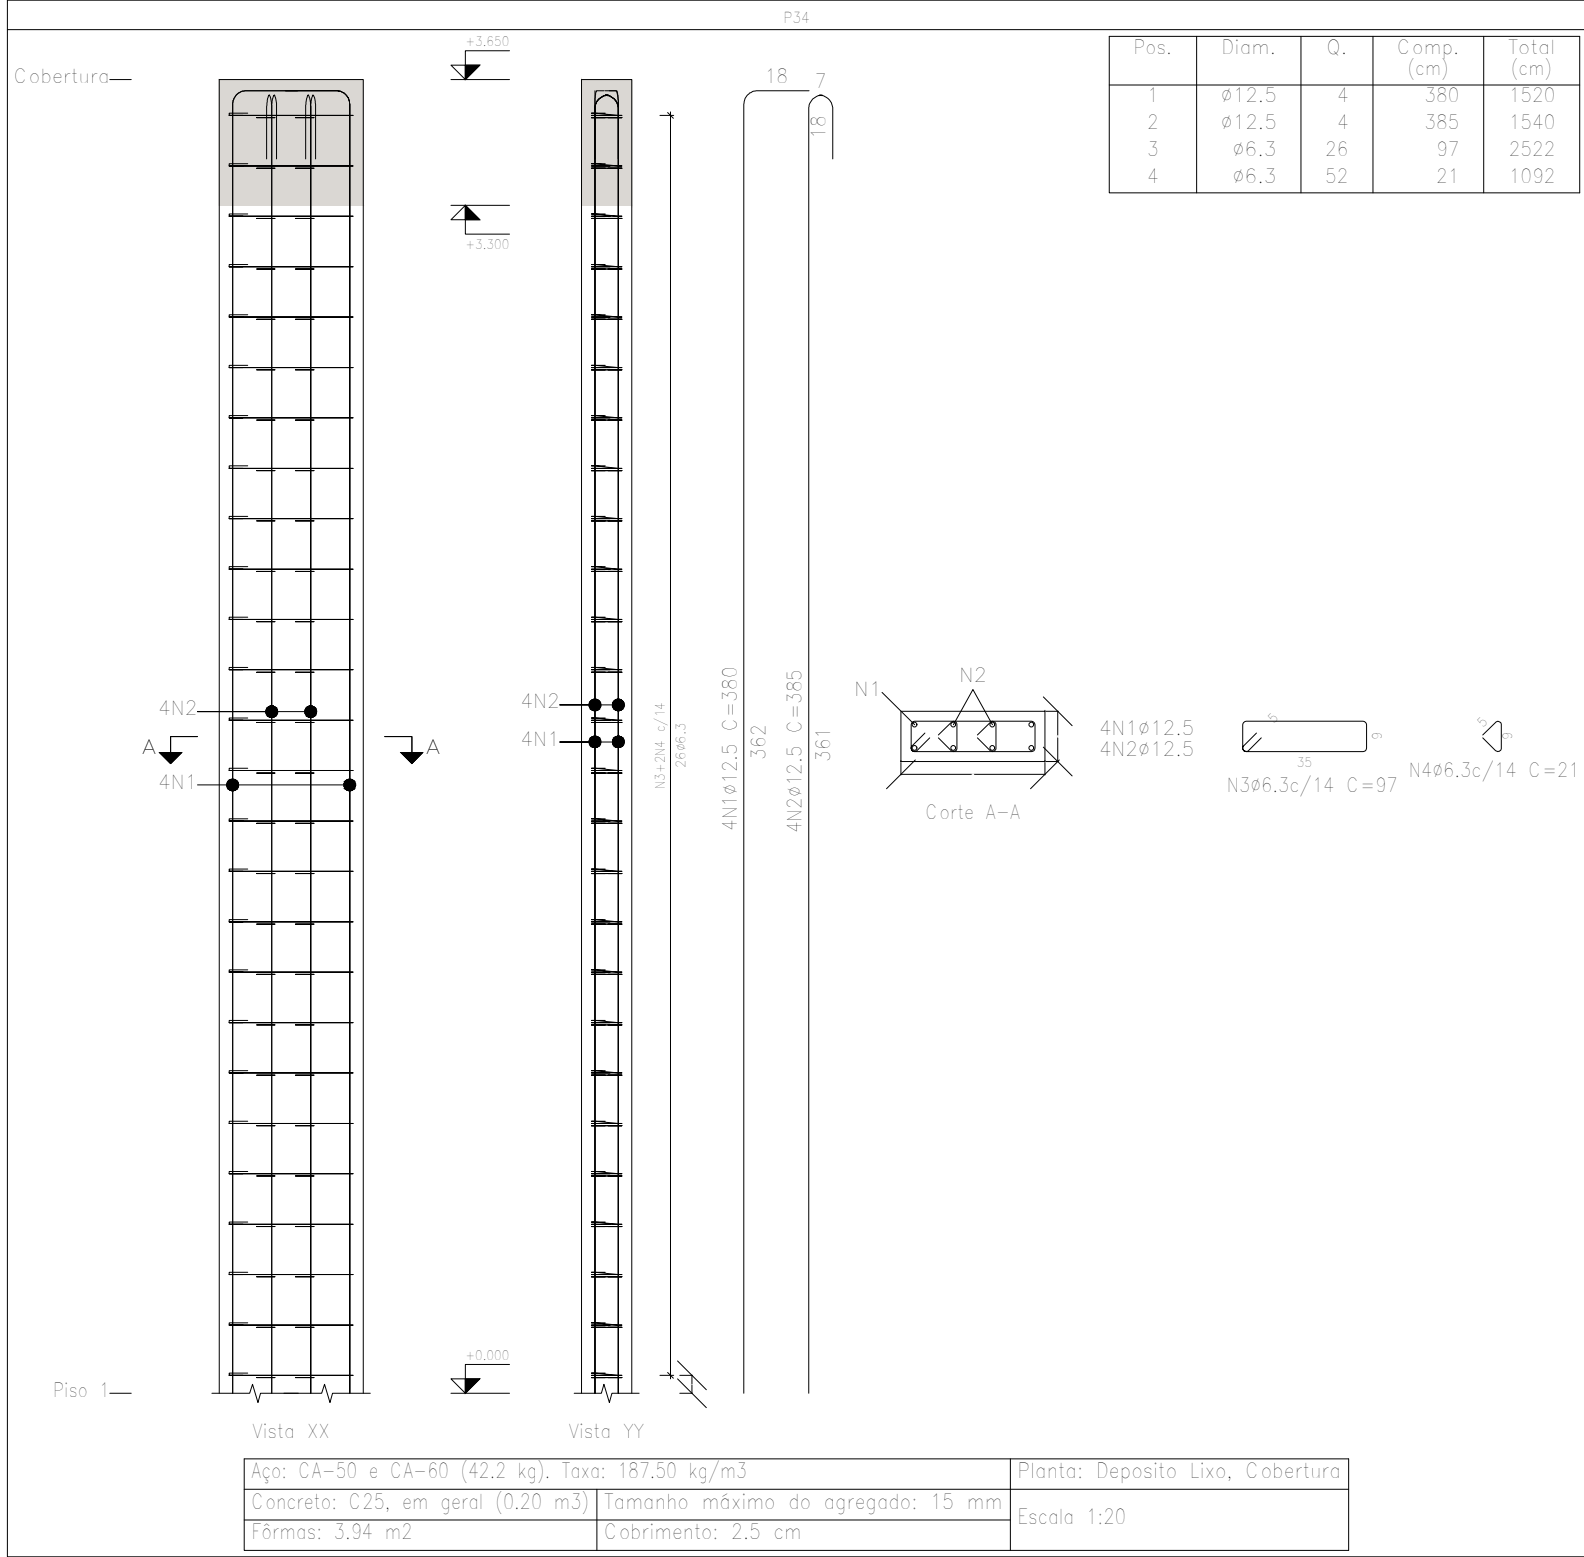 P34
Pos. Diam. Q. Comp. (cm) Total (cm)
1 ø12.5 4 380 1520
2 ø12.5 4 385 1540
3 ø6.3 26 97 2522
4 ø6.3 52 21 1092
Cobertura
+3.650
+3.300
18 7
18
4N2
4N1
A A
4N2
4N1
N3+2N4 c/14
26ø6.3
4N1ø12.5 C=380
362
4N2ø12.5 C=385
361
N1 N2
Corte A-A
4N1ø12.5
4N2ø12.5
5
9
35
N3ø6.3c/14 C=97
5
9
N4ø6.3c/14 C=21
+0.000
Piso 1
Vista XX
Vista YY
Aço: CA-50 e CA-60 (42.2 kg). Taxa: 187.50 kg/m3
Planta: Deposito Lixo, Cobertura
Concreto: C25, em geral (0.20 m3)
Tamanho máximo do agregado: 15 mm
Escala 1:20
Fôrmas: 3.94 m2
Cobrimento: 2.5 cm